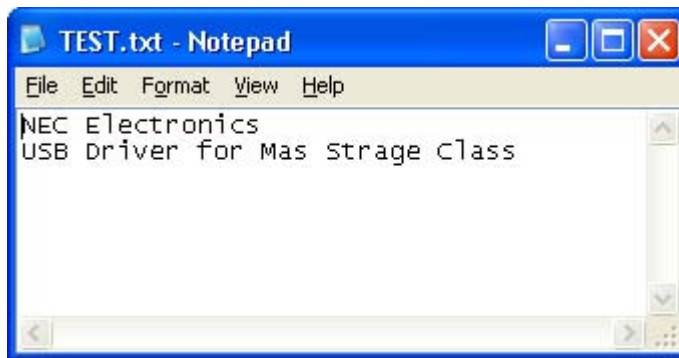 TEST.txt - Notepad
File Edit Format View Help
NEC Electronics
USB Driver for Mas Strage Class